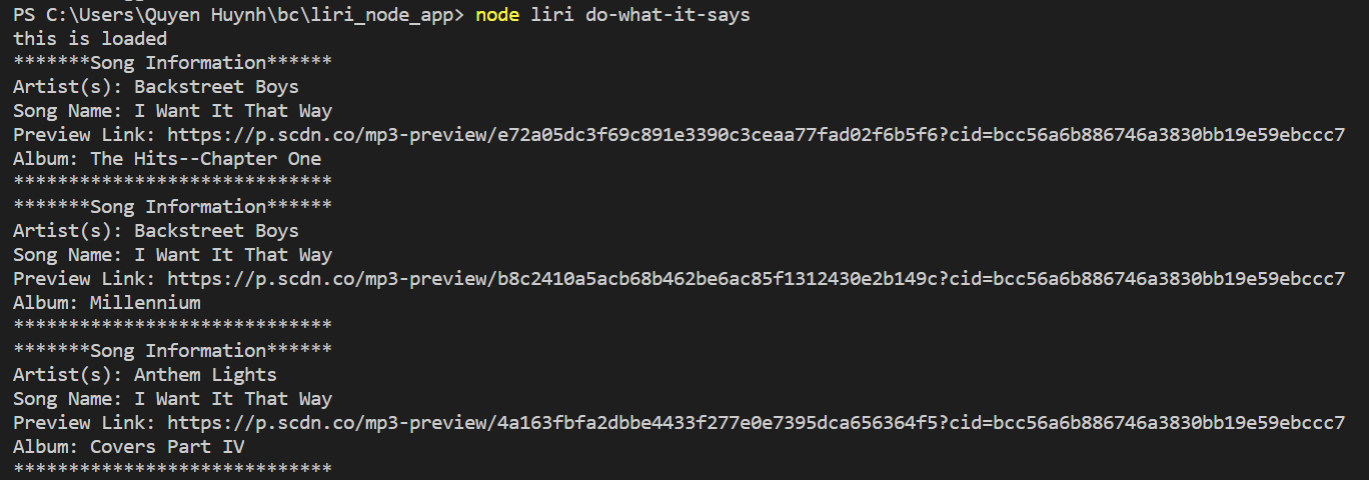 PS C:\Users\Quyen Huynh\bc\liri_node_app> node liri do-what-it-says
this is loaded
*******Song Information******
Artist(s): Backstreet Boys
Song Name: I Want It That Way
Preview Link: https://p.scdn.co/mp3-preview/e72a05dc3f69c891e3390c3ceaa77fad02f6b5f6?cid=bcc56a6b886746a3830bb19e59ebccc7
Album: The Hits--Chapter One
*****************************
*******Song Information******
Artist(s): Backstreet Boys
Song Name: I Want It That Way
Preview Link: https://p.scdn.co/mp3-preview/b8c2410a5acb68b462be6ac85f1312430e2b149c?cid=bcc56a6b886746a3830bb19e59ebccc7
Album: Millennium
*****************************
*******Song Information******
Artist(s): Anthem Lights
Song Name: I Want It That Way
Preview Link: https://p.scdn.co/mp3-preview/4a163fbfa2dbbe4433f277e0e7395dca656364f5?cid=bcc56a6b886746a3830bb19e59ebccc7
Album: Covers Part IV
*****************************